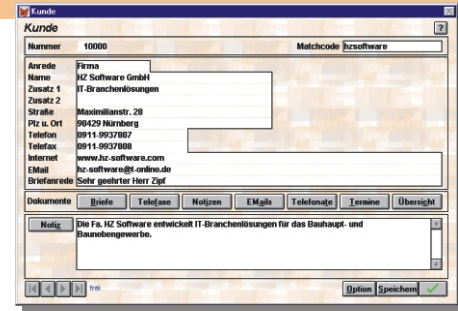 Kunde
Kunde ?
Nummer 10000 Matchcode hzsoftware
Anrede Firma
Name HZ Software GmbH
Zusatz 1 IT-Branchenlösungen
Zusatz 2
Straße Maximilianstr. 28
Plz u. Ort 90429 Nürnberg
Telefon 0911-9937807
Telefax 0911-9937808
Internet www.hz-software.com
EMail hz-software@t-online.de
Briefanrede Sehr geehrter Herr Zipf
Dokumente Briefe Telefaxe Notizen EMails Telefonate Termine Übersicht
Notiz Die Fa. HZ Software entwickelt IT-Branchenlösungen für das Bauhaupt- und
Baunebengewerbe.
frei Option Speichern